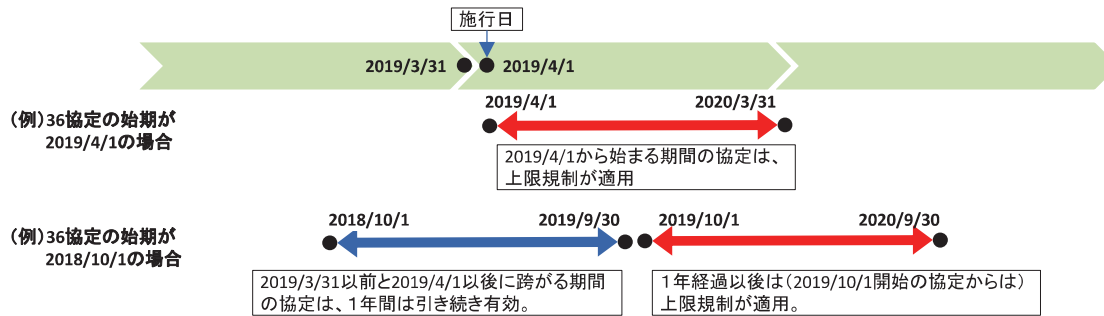 施行日
2019/3/31
2019/4/1
(例)36協定の始期が
2019/4/1の場合
2019/4/1
2020/3/31
2019/4/1から始まる期間の協定は、
上限規制が適用
(例)36協定の始期が
2018/10/1の場合
2018/10/1
2019/9/30
2019/10/1
2020/9/30
2019/3/31以前と2019/4/1以後に跨がる期間
の協定は、1年間は引き続き有効。
1年経過以後は(2019/10/1開始の協定からは)
上限規制が適用。